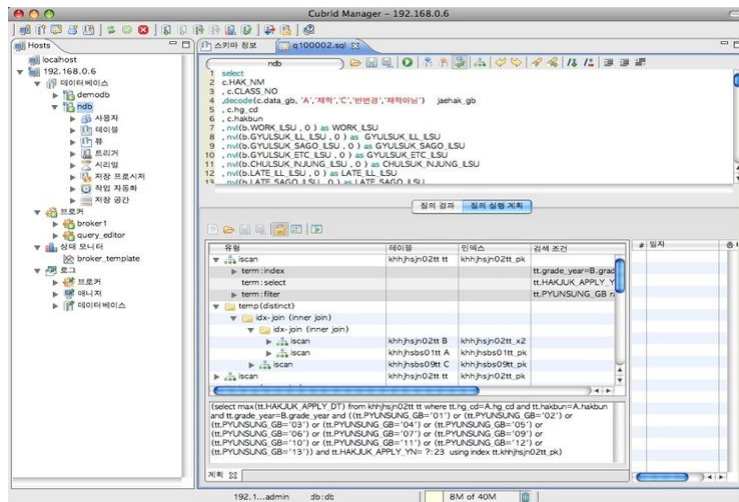 Cubrid Manager - 192.168.0.6
Hosts
localhost
192.168.0.6
데이터베이스
demodb
ndb
사용자
테이블
뷰
트리거
시리얼
저장 프로시저
작업 자동화
저장 공간
브로커
broker1
query_editor
상태 모니터
broker_template
로그
브로커
매니저
데이터베이스
스키마 정보
q100002.sql
ndb
1 select
2 c.HAK_NM
3 , c.CLASS_NO
4 ,decode(c.data_gb, 'A','재학','C','반변경','재학아님') jaehak_gb
5 , c.hg_cd
6 , c.hakbun
7 , nvl(b.WORK_ILSU , 0 ) as WORK_ILSU
8 , nvl(b.GYULSUK_ILL_ILSU , 0 ) as GYULSUK_ILL_ILSU
9 , nvl(b.GYULSUK_SAGO_ILSU , 0 ) as GYULSUK_SAGO_ILSU
10 , nvl(b.GYULSUK_ETC_ILSU , 0 ) as GYULSUK_ETC_ILSU
11 , nvl(b.CHULSUK_INJUNG_ILSU , 0 ) as CHULSUK_INJUNG_ILSU
12 , nvl(b.LATE_ILL_ILSU , 0 ) as LATE_ILL_ILSU
13 , nvl(b.LATE_SAGO_ILSU , 0 ) as LATE_SAGO_ILSU
질의 결과 질의 실행 계획
유형 테이블 인덱스 검색 조건
iscan khhjhsjn02tt tt khhjhsjn02tt_pk
term:index tt.grade_year=B.grad
term:select tt.HAKJUK_APPLY_Y
term:filter tt.PYUNSUNG_GB ra
temp(distinct)
idx-join (inner join)
idx-join (inner join)
iscan khhjhsjn02tt B khhjhsjn02tt_x2
iscan khhjhsbs01tt A khhjhsbs01tt_pk
iscan khhjhsbs09tt C khhjhsbs09tt_pk
iscan khhjhsjn02tt tt khhjhsjn02tt_pk
# 일자
(select max(tt.HAKJUK_APPLY_DT) from khhjhsjn02tt tt where tt.hg_cd=A.hg_cd and tt.hakbun=A.hakbun
and tt.grade_year=B.grade_year and ((tt.PYUNSUNG_GB='01') or (tt.PYUNSUNG_GB='02') or
(tt.PYUNSUNG_GB='03') or (tt.PYUNSUNG_GB='04') or (tt.PYUNSUNG_GB='05') or
(tt.PYUNSUNG_GB='06') or (tt.PYUNSUNG_GB='07') or (tt.PYUNSUNG_GB='09') or
(tt.PYUNSUNG_GB='10') or (tt.PYUNSUNG_GB='11') or (tt.PYUNSUNG_GB='12') or
(tt.PYUNSUNG_GB='13')) and tt.HAKJUK_APPLY_YN= ?:23 using index tt.khhjhsjn02tt_pk)
계획
192.1...admin db:dc 8M of 40M